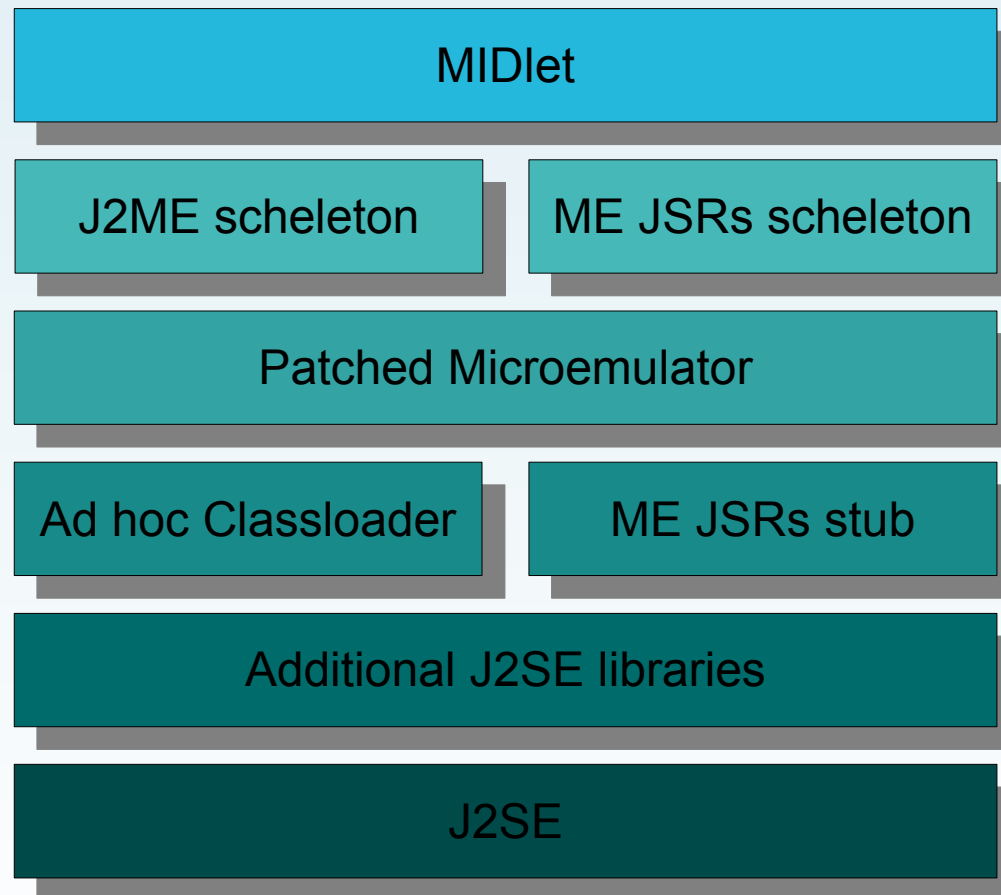 MIDlet
J2ME scheleton
ME JSRs scheleton
Patched Microemulator
Ad hoc Classloader
ME JSRs stub
Additional J2SE libraries
J2SE